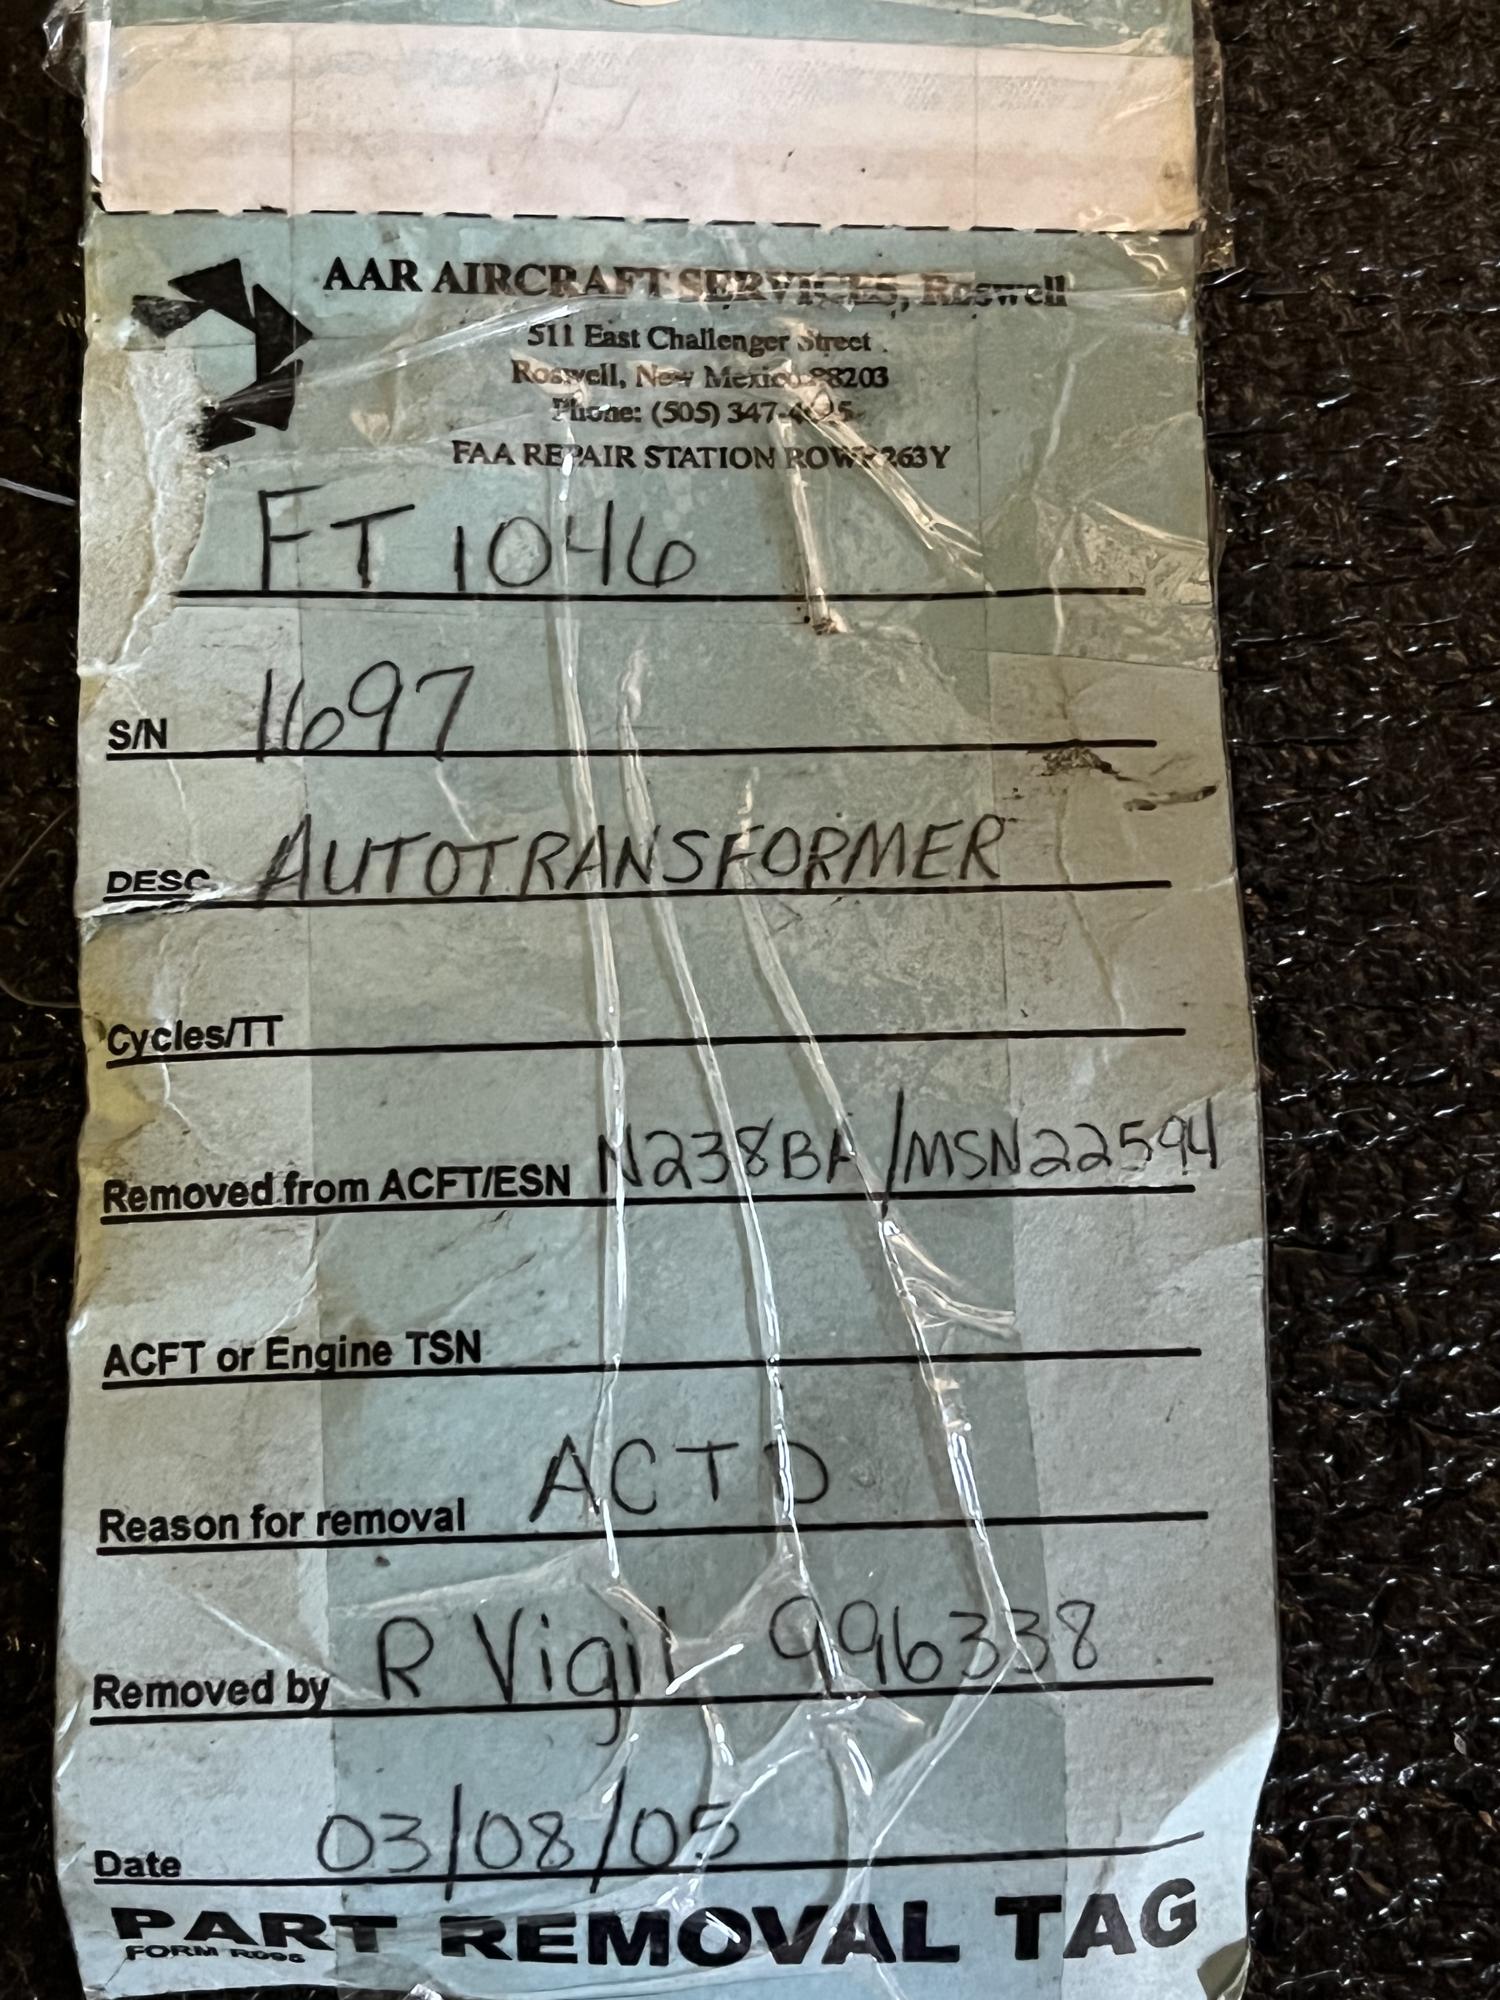 AAR AIRCRAFT SERVICES, Roswell
511 East Challenger Street
Roswell, New Mexico 88203
Phone: (505)
FAA REPAIR STATION
FT 1046
S/N 1697
DESC. AUTOTRANSFORMER
Cycles/TT
Removed from ACFT/ESN N238BA /MSN22594
ACFT or Engine TSN
Reason for removal ACTD
Removed by R Vigil 996338
Date 03/08/05
PART REMOVAL TAG
FORM R098